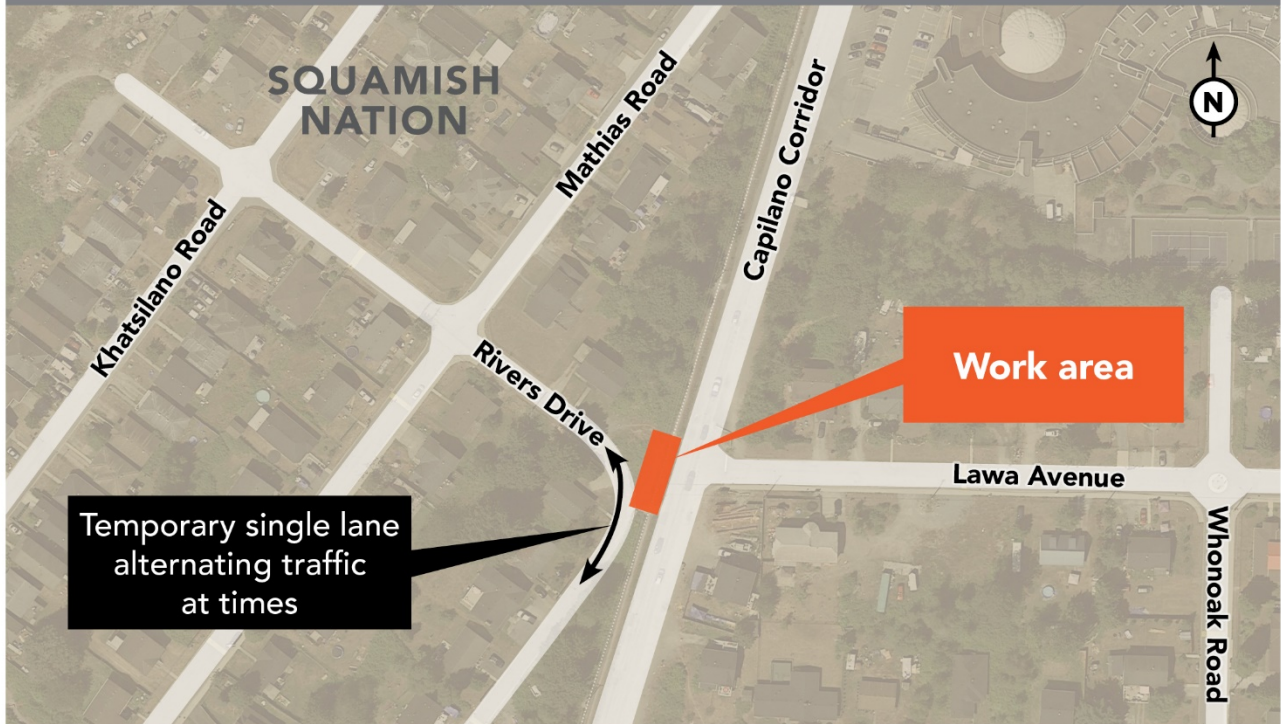 SQUAMISH
NATION
Mathias Road
Capilano Corridor
N
Khatsilano Road
Rivers Drive
Work area
Lawa Avenue
Temporary single lane
alternating traffic
at times
Whonoak Road